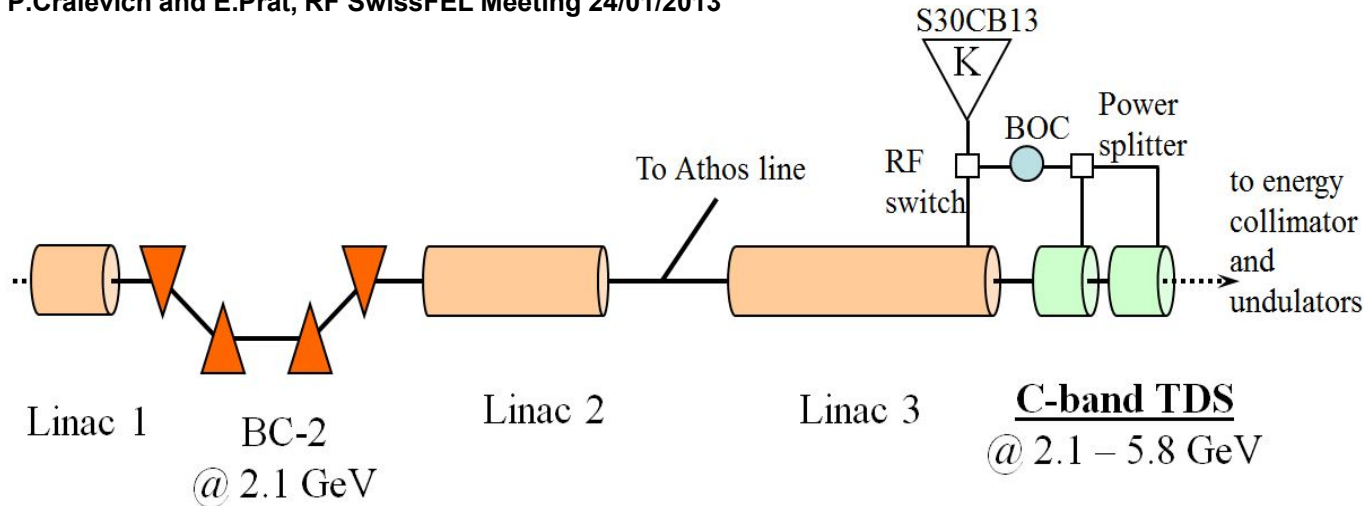 P.Craievich and E.Prat, RF SwissFEL Meeting 24/01/2013
S30CB13
K
BOC
Power
splitter
RF
switch
To Athos line
to energy
collimator
and
undulators
Linac 1
BC-2
@ 2.1 GeV
Linac 2
Linac 3
C-band TDS
@ 2.1 – 5.8 GeV